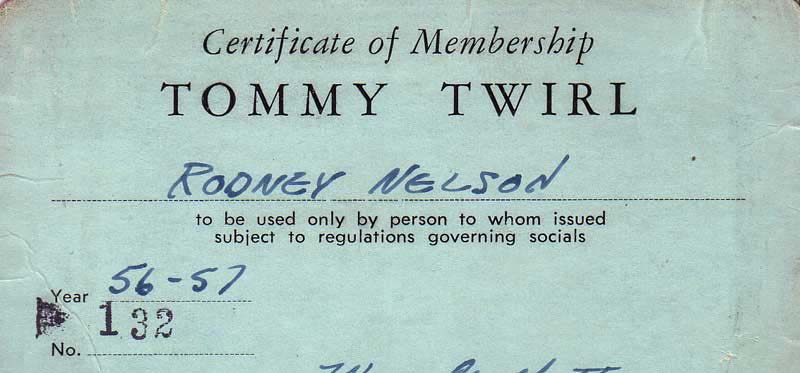 Certificate of Membership
TOMMY TWIRL
RODNEY NELSON
to be used only by person to whom issued
subject to regulations governing socials
Year 56-57
No. 132